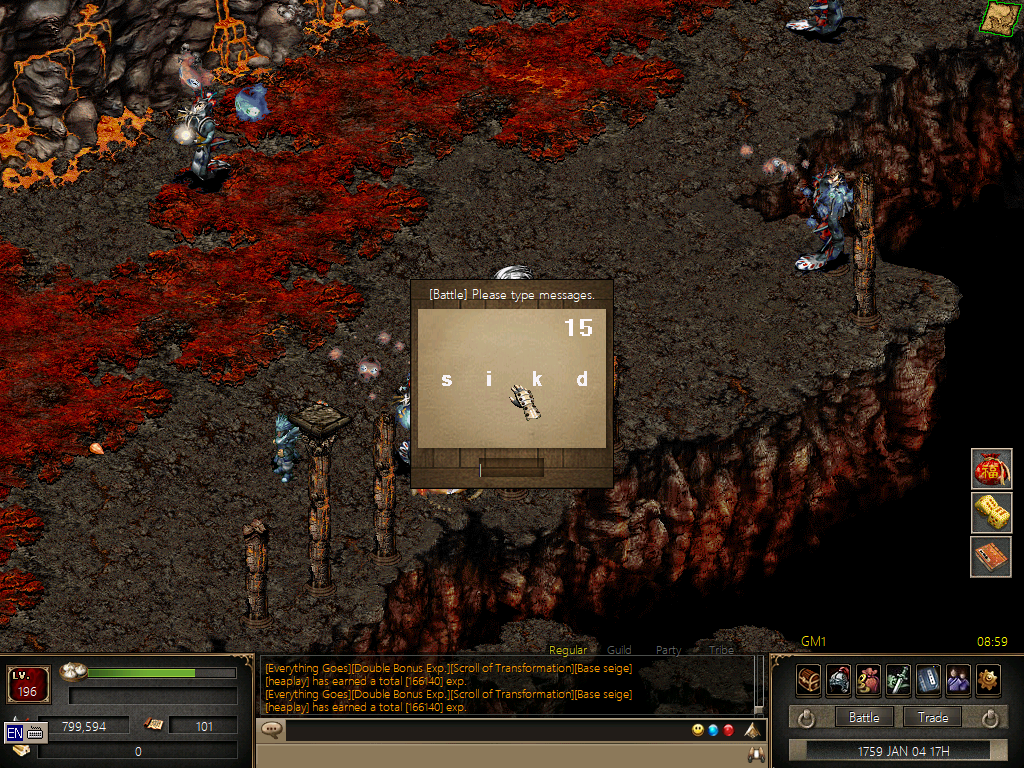 [Battle] Please type messages.
15
s i k d
GM1
08:59
Regular Guild Party Tribe
[Everything Goes][Double Bonus Exp.][Scroll of Transformation][Base seige]
[heaplay] has earned a total [166140] exp.
[Everything Goes][Double Bonus Exp.][Scroll of Transformation][Base seige]
[heaplay] has earned a total [166140] exp.
LV.
196
799,594
101
EN
0
Battle Trade
1759 JAN 04 17H
福